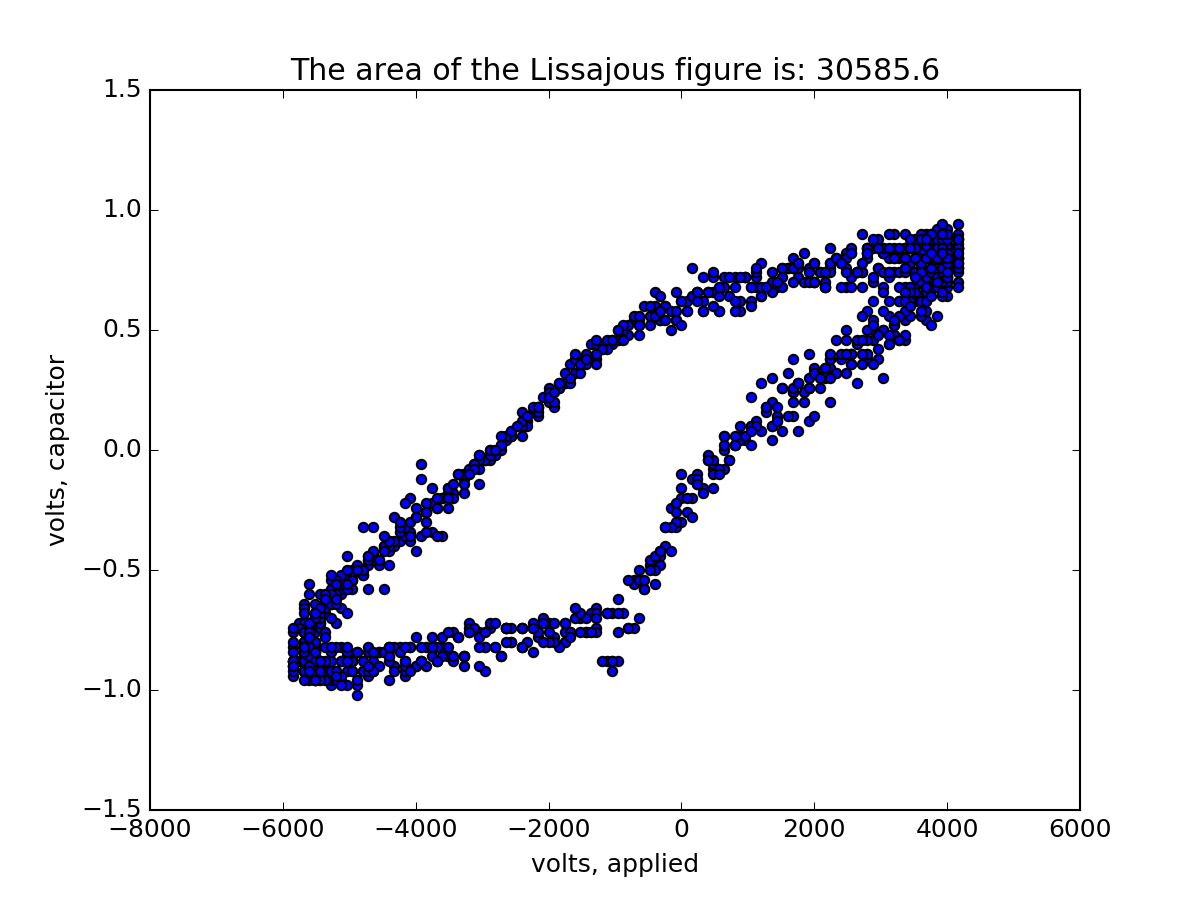 The area of the Lissajous figure is: 30585.6
1.5
1.0
0.5
0.0
−0.5
−1.0
−1.5
volts, capacitor
−8000 −6000 −4000 −2000 0 2000 4000 6000
volts, applied